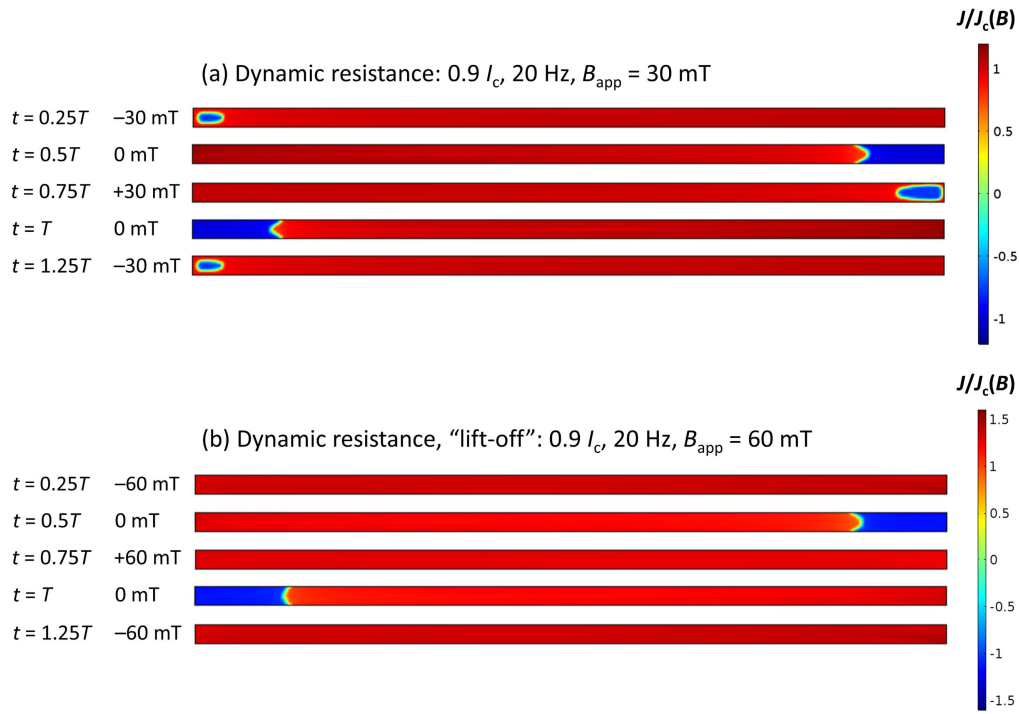 J/Jc(B)
(a) Dynamic resistance: 0.9 Ic, 20 Hz, Bapp = 30 mT
t = 0.25T −30 mT
t = 0.5T 0 mT
t = 0.75T +30 mT
t = T 0 mT
t = 1.25T −30 mT
1
0.5
0
-0.5
-1
J/Jc(B)
(b) Dynamic resistance, “lift-off”: 0.9 Ic, 20 Hz, Bapp = 60 mT
t = 0.25T −60 mT
t = 0.5T 0 mT
t = 0.75T +60 mT
t = T 0 mT
t = 1.25T −60 mT
1.5
1
0.5
0
-0.5
-1
-1.5